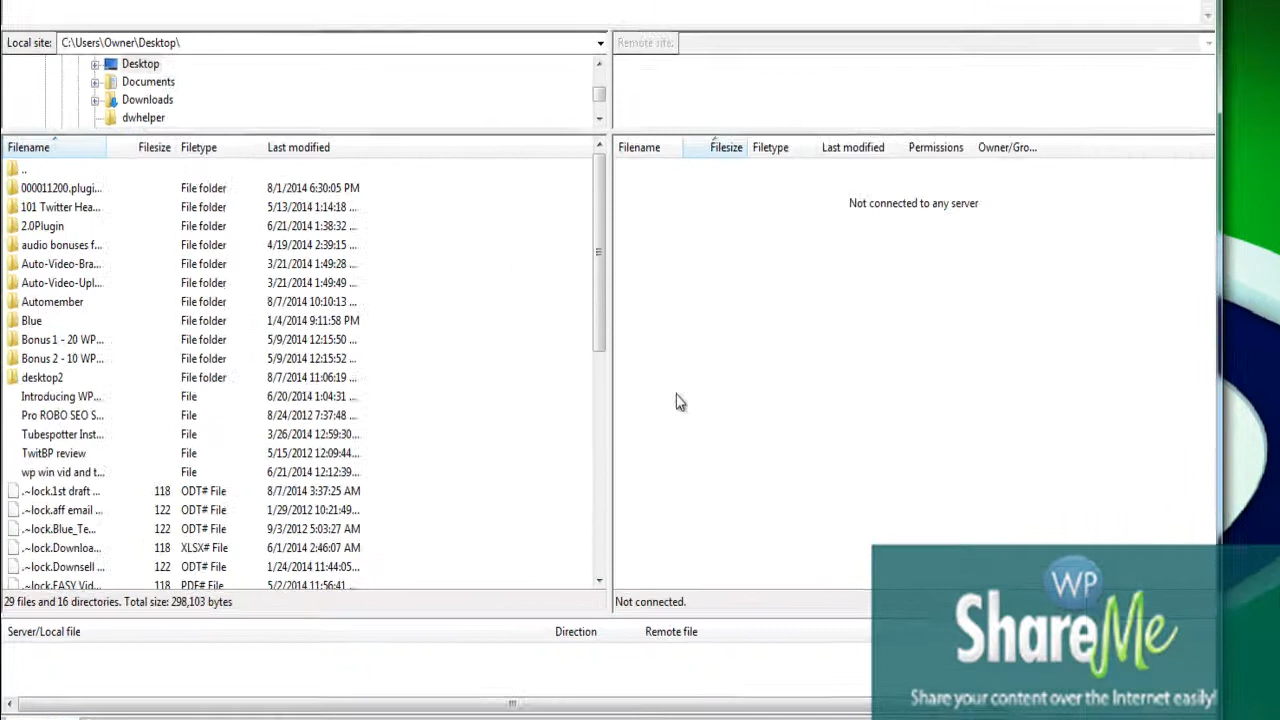 Local site: C:\Users\Owner\Desktop\ Remote site:
Desktop
Documents
Downloads
dwhelper
Filename Filesize Filetype Last modified Filename Filesize Filetype Last modified Permissions Owner/Gro...
..
000011200.plugi... File folder 8/1/2014 6:30:05 PM
Not connected to any server
101 Twitter Hea... File folder 5/13/2014 1:14:18 ...
2.0Plugin File folder 6/21/2014 1:38:32 ...
audio bonuses f... File folder 4/19/2014 2:39:15 ...
Auto-Video-Bra... File folder 3/21/2014 1:49:28 ...
Auto-Video-Upl... File folder 3/21/2014 1:49:49 ...
Automember File folder 8/7/2014 10:10:13 ...
Blue File folder 1/4/2014 9:11:58 PM
Bonus 1 - 20 WP... File folder 5/9/2014 12:15:50 ...
Bonus 2 - 10 WP... File folder 5/9/2014 12:15:52 ...
desktop2 File folder 8/7/2014 11:06:19 ...
Introducing WP... File 6/20/2014 1:04:31 ...
Pro ROBO SEO S... File 8/24/2012 7:37:48 ...
Tubespotter Inst... File 3/26/2014 12:59:30...
TwitBP review File 5/15/2012 12:09:44...
wp win vid and t... File 6/21/2014 12:12:39...
.~lock.1st draft ... 118 ODT# File 8/7/2014 3:37:25 AM
.~lock.aff email ... 122 ODT# File 1/29/2012 10:21:49...
.~lock.Blue_Te... 122 ODT# File 9/3/2012 5:03:27 AM
.~lock.Downloa... 118 XLSX# File 6/1/2014 2:46:07 AM
.~lock.Downsell ... 122 ODT# File 1/24/2012 11:44:05...
.~lock.EASY Vid... 118 PDF# File 5/2/2014 11:56:41 ...
29 files and 16 directories. Total size: 298,103 bytes Not connected.
Server/Local file Direction Remote file
WP
ShareMe
Share your content over the Internet easily!